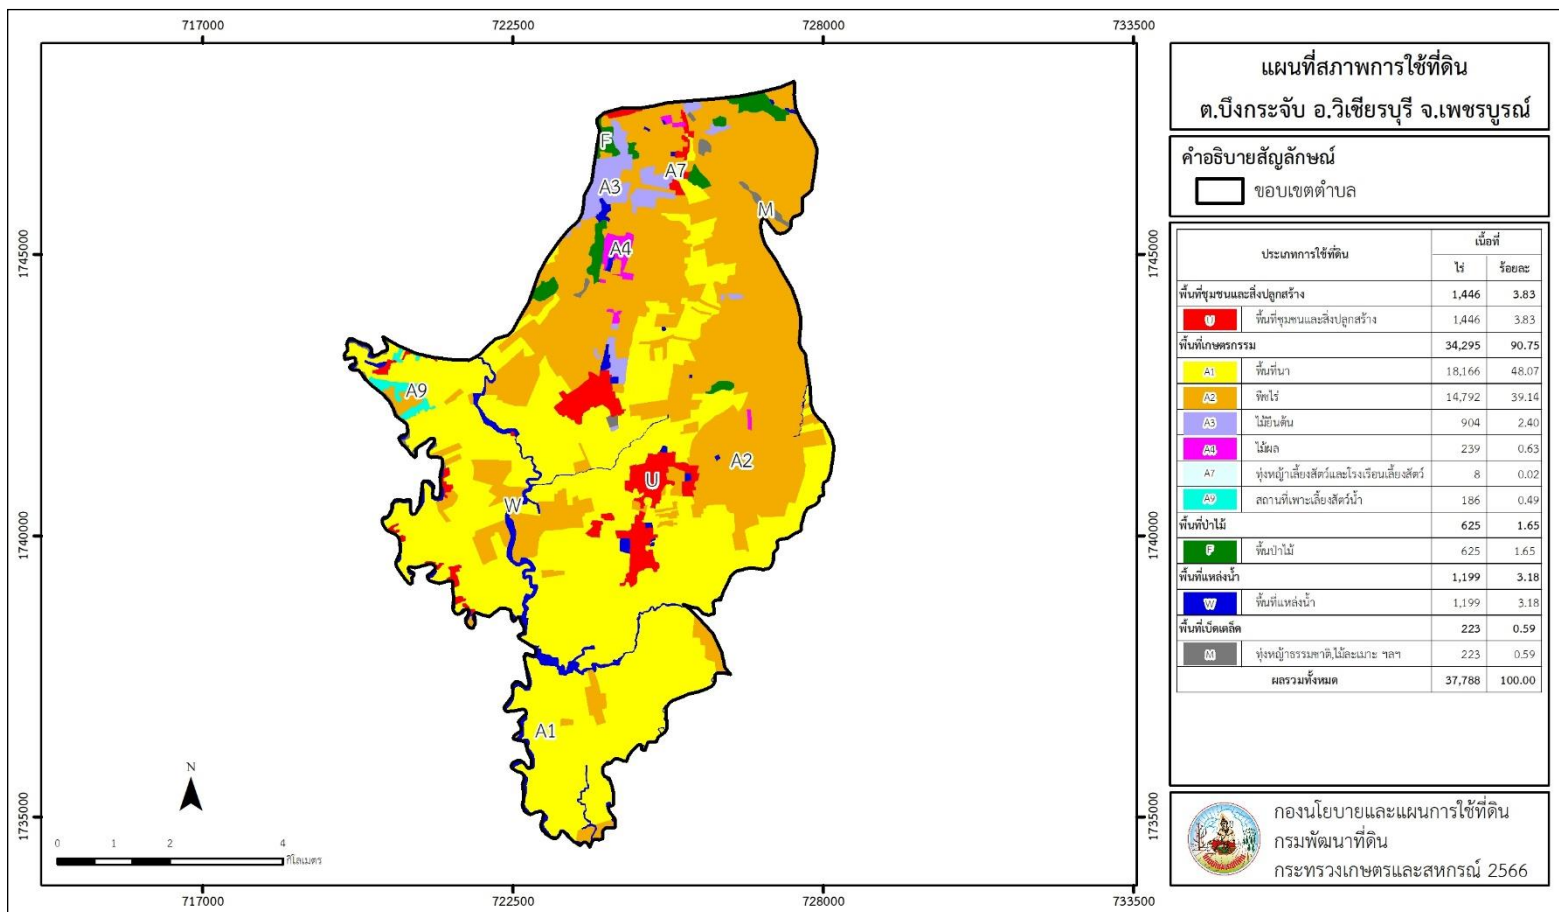 717000
722500
728000
733500
1745000
1740000
1735000
1745000
1740000
1735000
717000
722500
728000
733500
F
A7
A3
M
A4
A9
A2
U
W
A1
N
0 1 2 4
กิโลเมตร
แผนที่สภาพการใช้ที่ดิน
ต.บึงกระจับ อ.วิเชียรบุรี จ.เพชรบูรณ์
คำอธิบายสัญลักษณ์
ขอบเขตตำบล
ประเภทการใช้ที่ดิน เนื้อที่
ไร่ ร้อยละ
พื้นที่ชุมชนและสิ่งปลูกสร้าง 1,446 3.83
U พื้นที่ชุมชนและสิ่งปลูกสร้าง 1,446 3.83
พื้นที่เกษตรกรรม 34,295 90.75
A1 พื้นที่นา 18,166 48.07
A2 พืชไร่ 14,792 39.14
A3 ไม้ยืนต้น 904 2.40
A4 ไม้ผล 239 0.63
A7 ทุ่งหญ้าเลี้ยงสัตว์และโรงเรือนเลี้ยงสัตว์ 8 0.02
A9 สถานที่เพาะเลี้ยงสัตว์น้ำ 186 0.49
พื้นที่ป่าไม้ 625 1.65
F พื้นป่าไม้ 625 1.65
พื้นที่แหล่งน้ำ 1,199 3.18
W พื้นที่แหล่งน้ำ 1,199 3.18
พื้นที่เบ็ดเตล็ด 223 0.59
M ทุ่งหญ้าธรรมชาติ,ไม้ละเมาะ ฯลฯ 223 0.59
ผลรวมทั้งหมด 37,788 100.00
กองนโยบายและแผนการใช้ที่ดิน
กรมพัฒนาที่ดิน
กระทรวงเกษตรและสหกรณ์ 2566